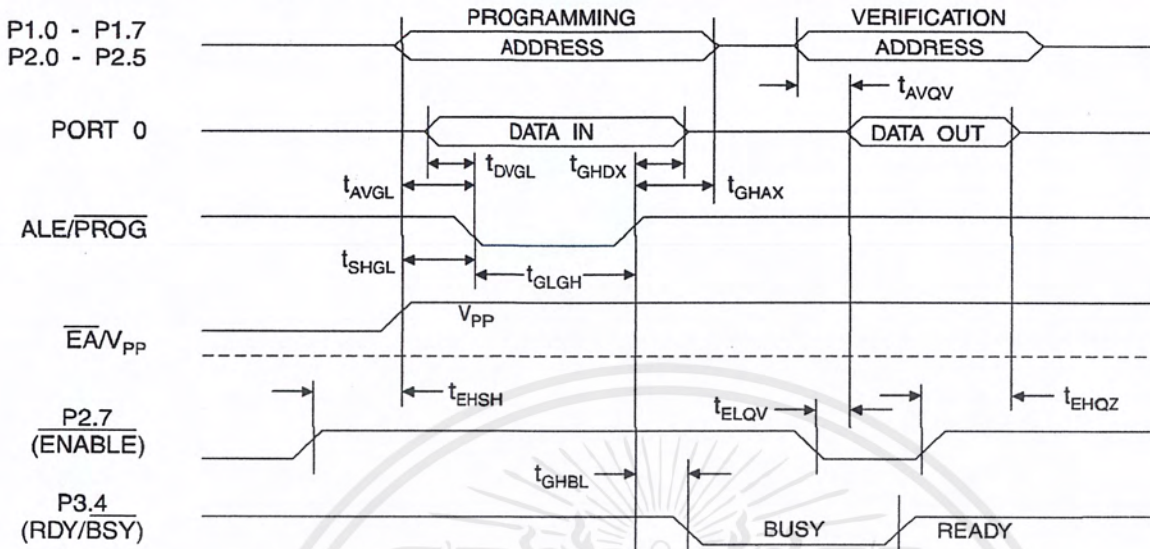 PROGRAMMING
VERIFICATION
P1.0 - P1.7
P2.0 - P2.5
ADDRESS
ADDRESS
tAVQV
PORT 0
DATA IN
DATA OUT
tDVGL
tGHDX
tAVGL
tGHAX
ALE/PROG
tSHGL
tGLGH
VPP
EA/VPP
tEHSH
tELQV
tEHQZ
P2.7
(ENABLE)
tGHBL
P3.4
(RDY/BSY)
BUSY
READY